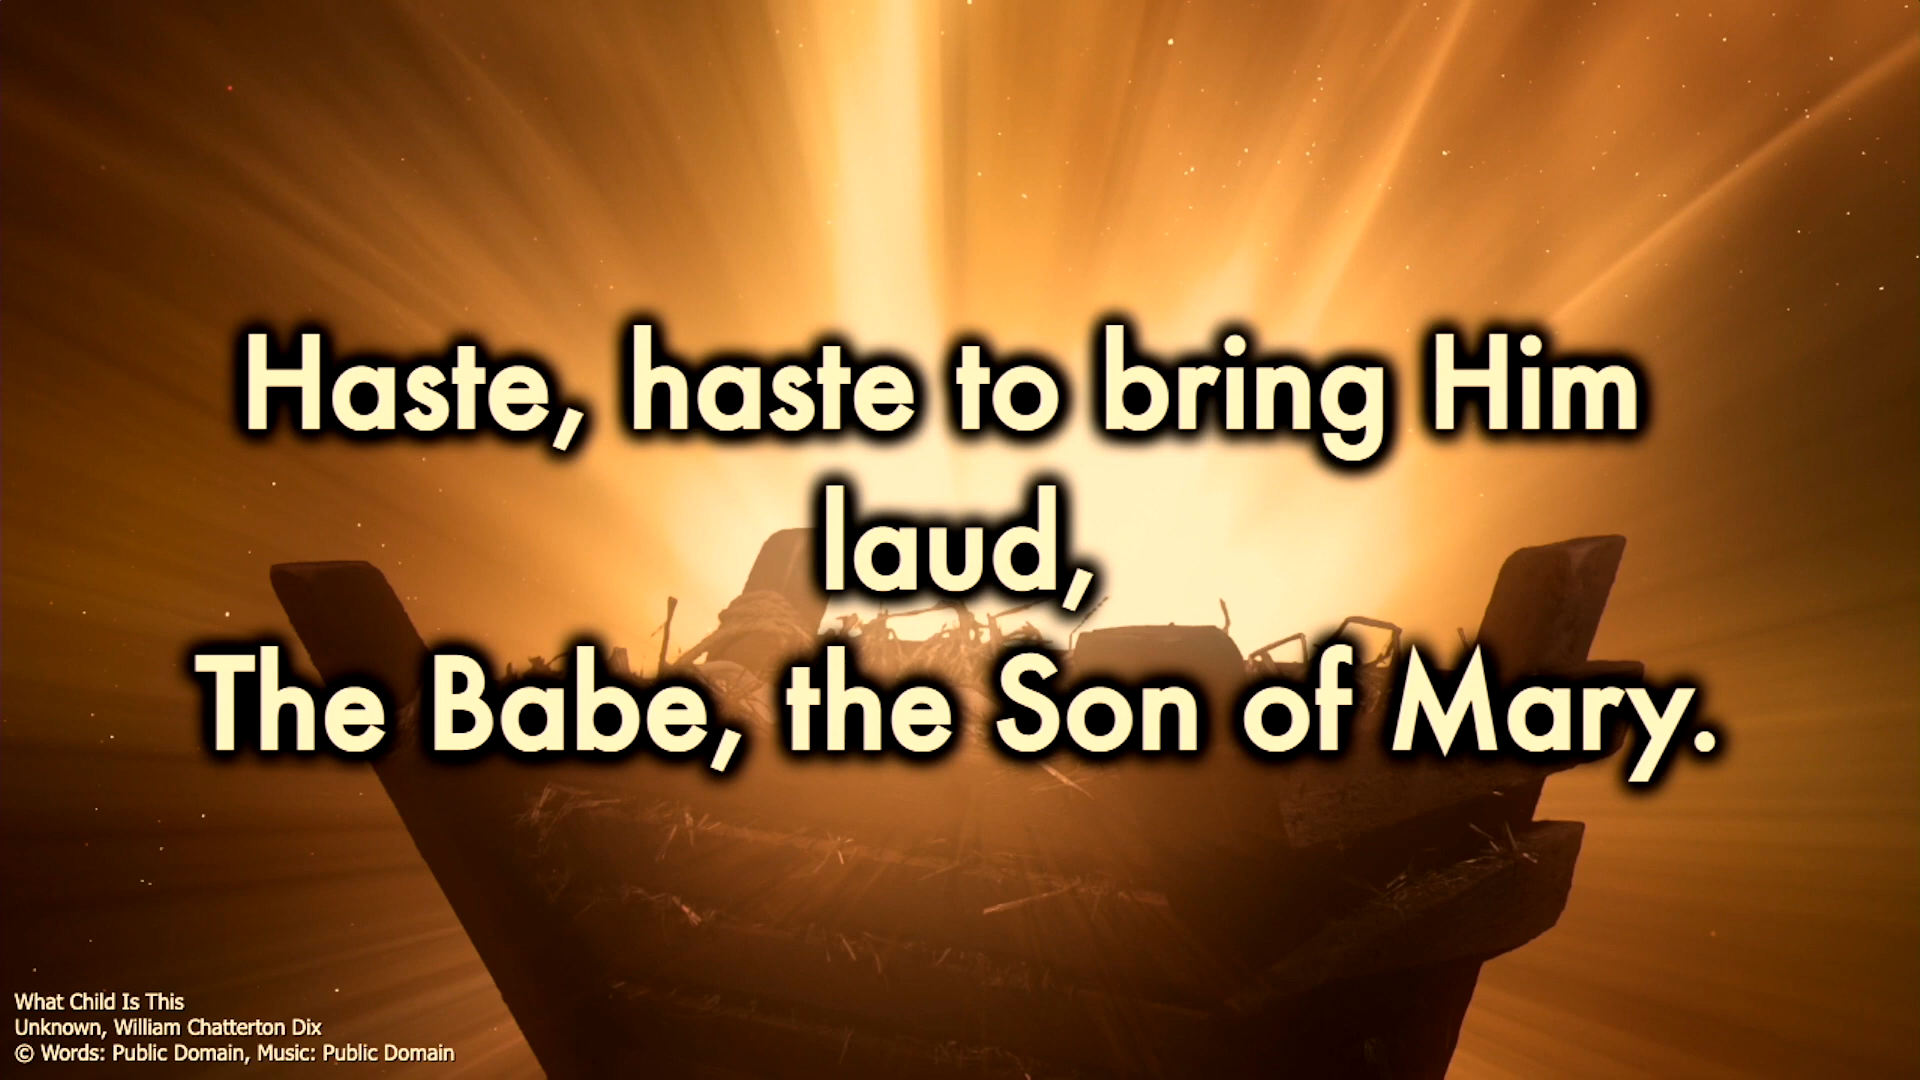 Haste, haste to bring Him
laud,
The Babe, the Son of Mary.
What Child Is This
Unknown, William Chatterton Dix
© Words: Public Domain, Music: Public Domain